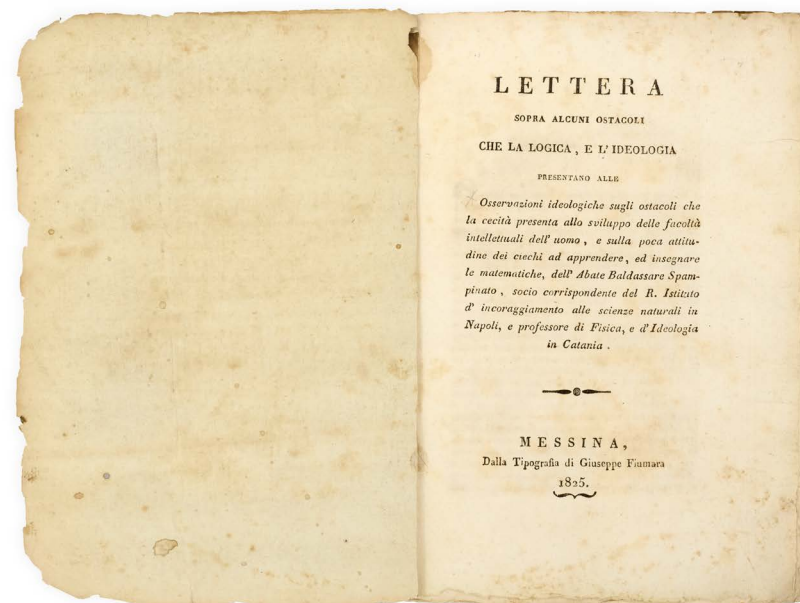 LETTERA
SOPRA ALCUNI OSTACOLI
CHE LA LOGICA, E L'IDEOLOGIA
PRESENTANO ALLE
Osservazioni ideologiche sugli ostacoli che
la cecità presenta allo sviluppo delle facoltà
intellettuali dell' uomo, e sulla poca attitu-
dine dei ciechi ad apprendere, ed insegnare
le matematiche, dell' Abate Baldassare Spam-
pinato, socio corrispondente del R. Istituto
d' incoraggiamento alle scienze naturali in
Napoli, e professore di Fisica, e d'Ideologia
in Catania.
MESSINA,
Dalla Tipografia di Giuseppe Fiumara
1825.